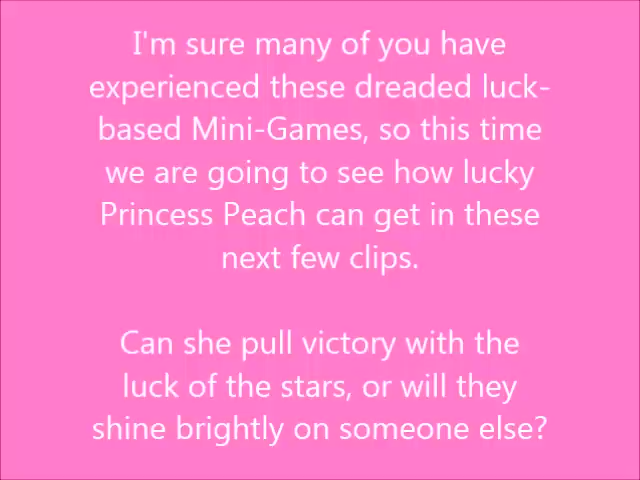 I'm sure many of you have
experienced these dreaded luck-
based Mini-Games, so this time
we are going to see how lucky
Princess Peach can get in these
next few clips.
Can she pull victory with the
luck of the stars, or will they
shine brightly on someone else?